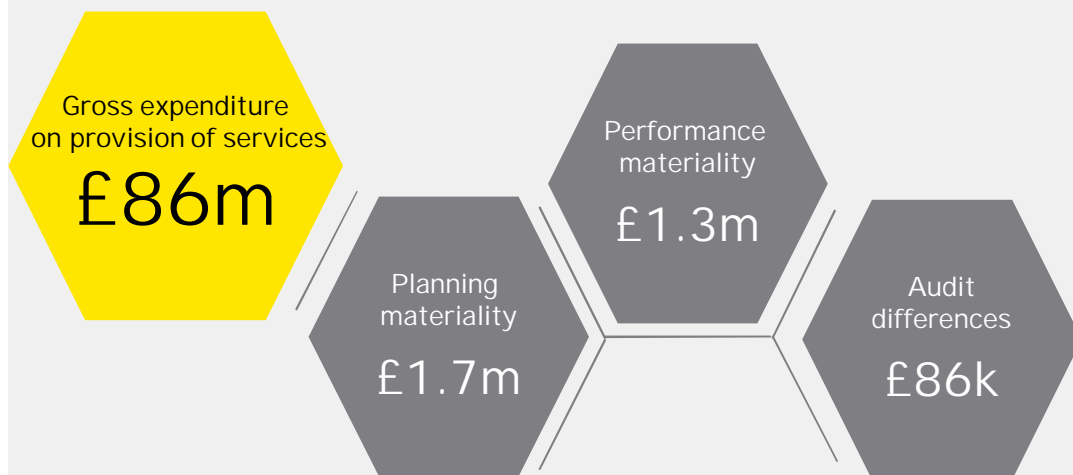 Gross expenditure
on provision of services
£86m
Planning
materiality
£1.7m
Performance
materiality
£1.3m
Audit
differences
£86k